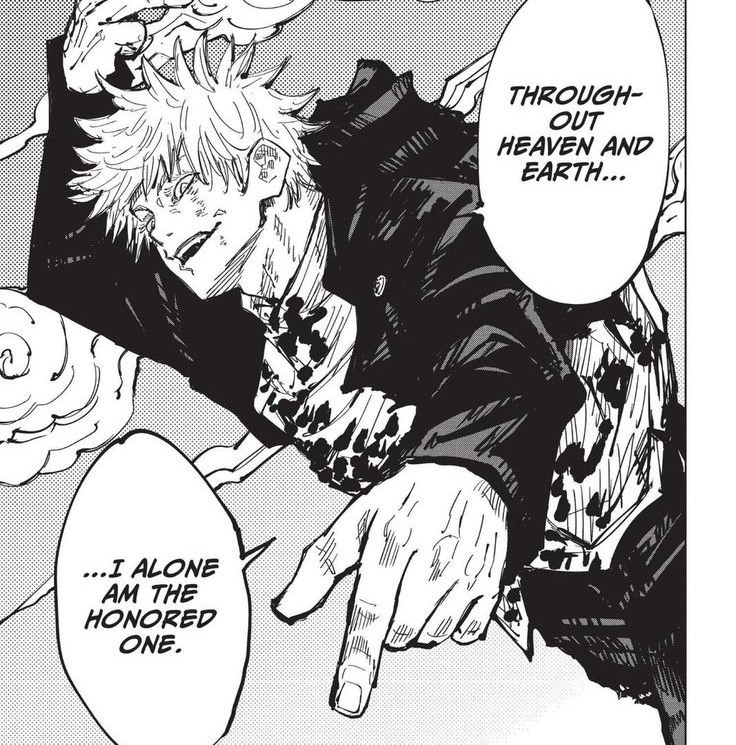 THROUGH-
OUT
HEAVEN AND
EARTH...
...I ALONE
AM THE
HONORED
ONE.